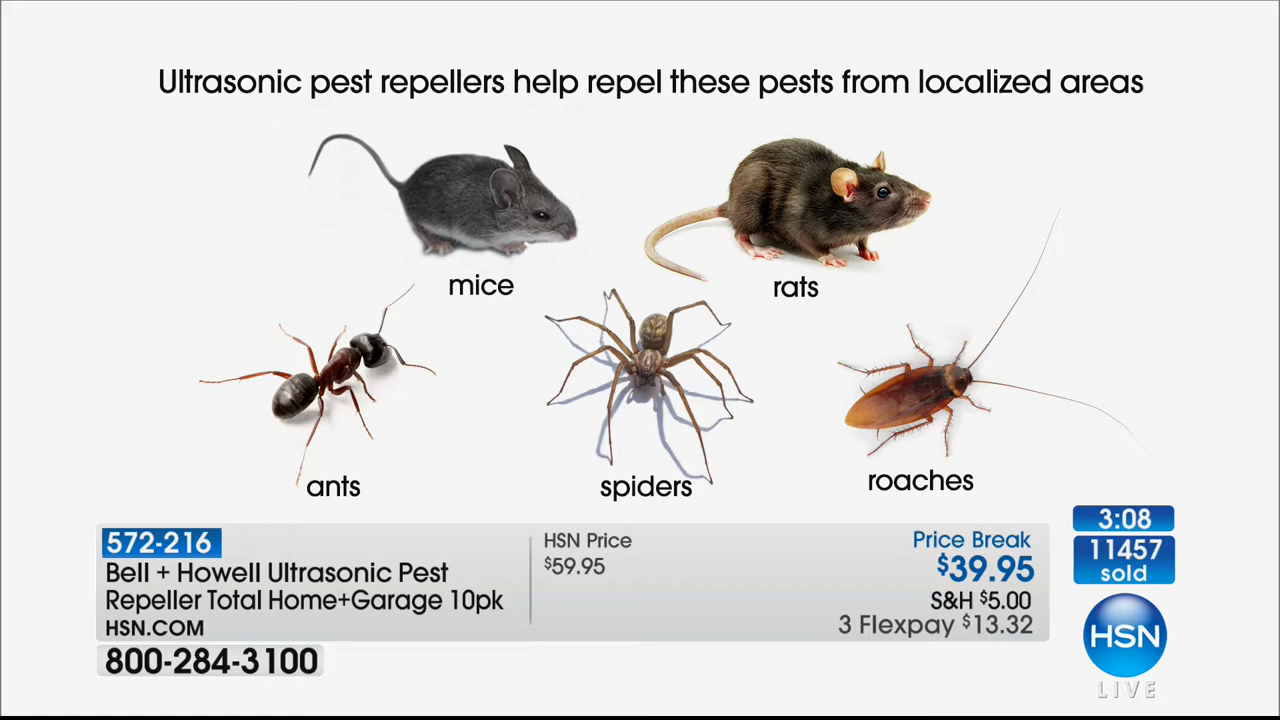 Ultrasonic pest repellers help repel these pests from localized areas
mice
rats
ants
spiders
roaches
572-216
Bell + Howell Ultrasonic Pest
Repeller Total Home+Garage 10pk
HSN.COM
800-284-3100
HSN Price
$59.95
Price Break
$39.95
S&H $5.00
3 Flexpay $13.32
3:08
11457
sold
HSN
LIVE